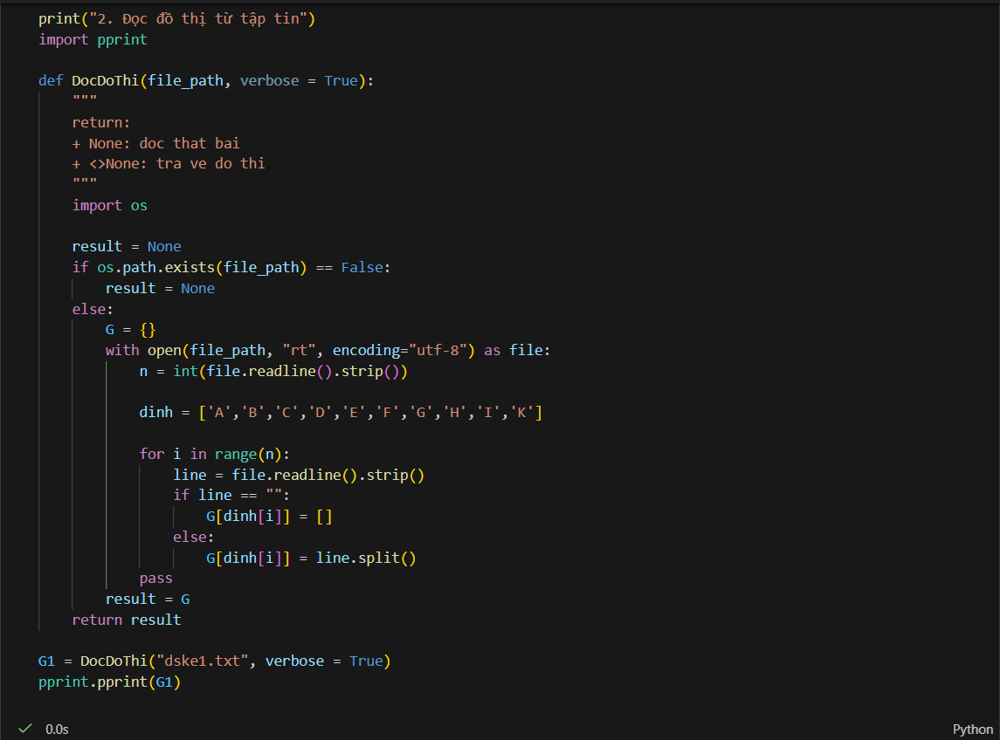 print("2. Đọc đồ thị từ tập tin")
import pprint

def DocDoThi(file_path, verbose = True):
    """
    return:
    + None: doc that bai
    + <>None: tra ve do thi
    """
    import os

    result = None
    if os.path.exists(file_path) == False:
        result = None
    else:
        G = {}
        with open(file_path, "rt", encoding="utf-8") as file:
            n = int(file.readline().strip())

            dinh = ['A','B','C','D','E','F','G','H','I','K']

            for i in range(n):
                line = file.readline().strip()
                if line == "":
                    G[dinh[i]] = []
                else:
                    G[dinh[i]] = line.split()
            pass
        result = G
    return result

G1 = DocDoThi("dske1.txt", verbose = True)
pprint.pprint(G1)
0.0s
Python